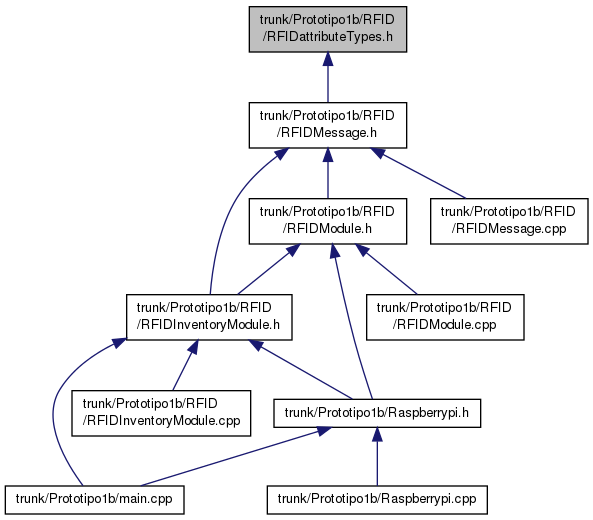 trunk/Prototipo1b/RFID
/RFIDattributeTypes.h
trunk/Prototipo1b/RFID
/RFIDMessage.h
trunk/Prototipo1b/RFID
/RFIDModule.h
trunk/Prototipo1b/RFID
/RFIDMessage.cpp
trunk/Prototipo1b/RFID
/RFIDInventoryModule.h
trunk/Prototipo1b/RFID
/RFIDModule.cpp
trunk/Prototipo1b/RFID
/RFIDInventoryModule.cpp
trunk/Prototipo1b/Raspberrypi.h
trunk/Prototipo1b/main.cpp
trunk/Prototipo1b/Raspberrypi.cpp